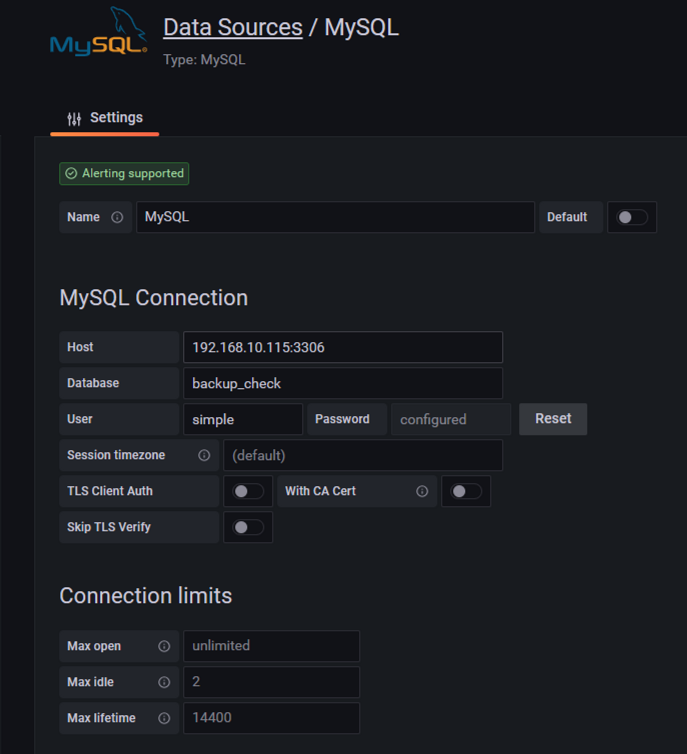 MySQL® Data Sources / MySQL
Type: MySQL
Settings
Alerting supported
Name MySQL Default
MySQL Connection
Host 192.168.10.115:3306
Database backup_check
User simple Password configured Reset
Session timezone (default)
TLS Client Auth With CA Cert
Skip TLS Verify
Connection limits
Max open unlimited
Max idle 2
Max lifetime 14400